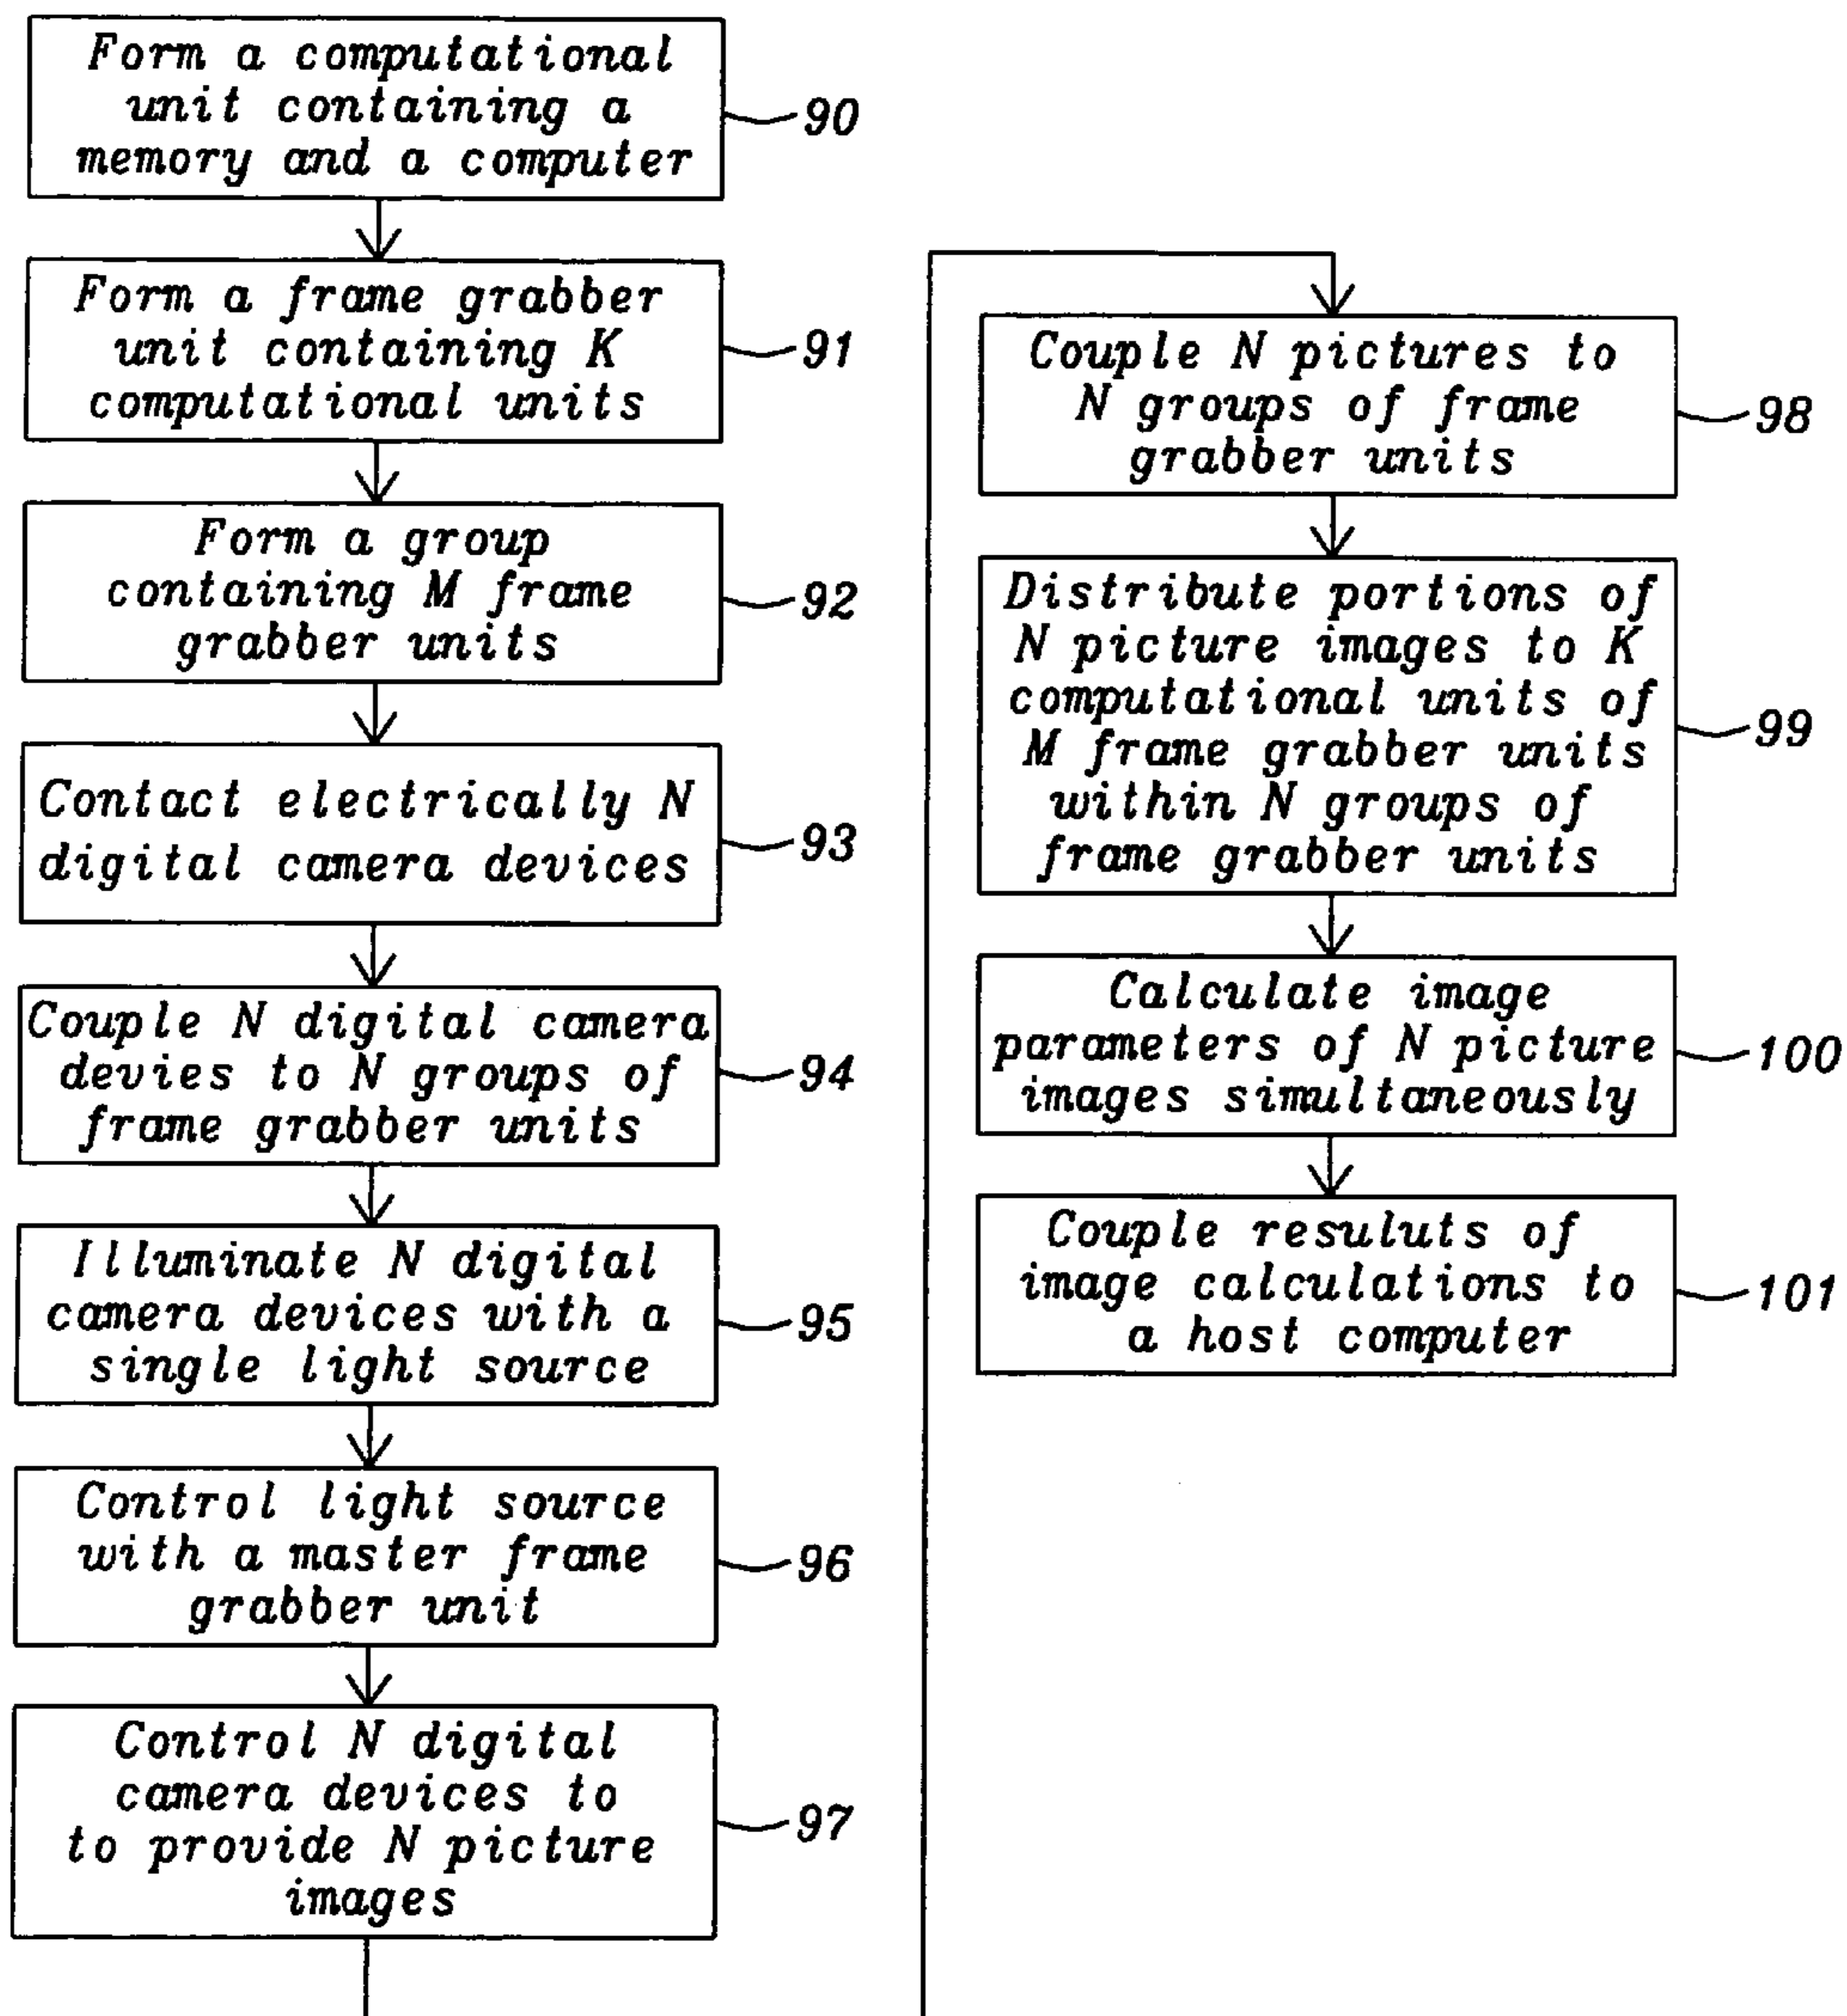 Form a computational
unit containing a
memory and a computer
90
Form a frame grabber
unit containing K
computational units
91
Form a group
containing M frame
grabber units
92
Contact electrically N
digital camera devices
93
Couple N digital camera
devies to N groups of
frame grabber units
94
Illuminate N digital
camera devices with a
single light source
95
Control light source
with a master frame
grabber unit
96
Control N digital
camera devices to
to provide N picture
images
97
Couple N pictures to
N groups of frame
grabber units
98
Distribute portions of
N picture images to K
computational units of
M frame grabber units
within N groups of
frame grabber units
99
Calculate image
parameters of N picture
images simultaneously
100
Couple resuluts of
image calculations to
a host computer
101